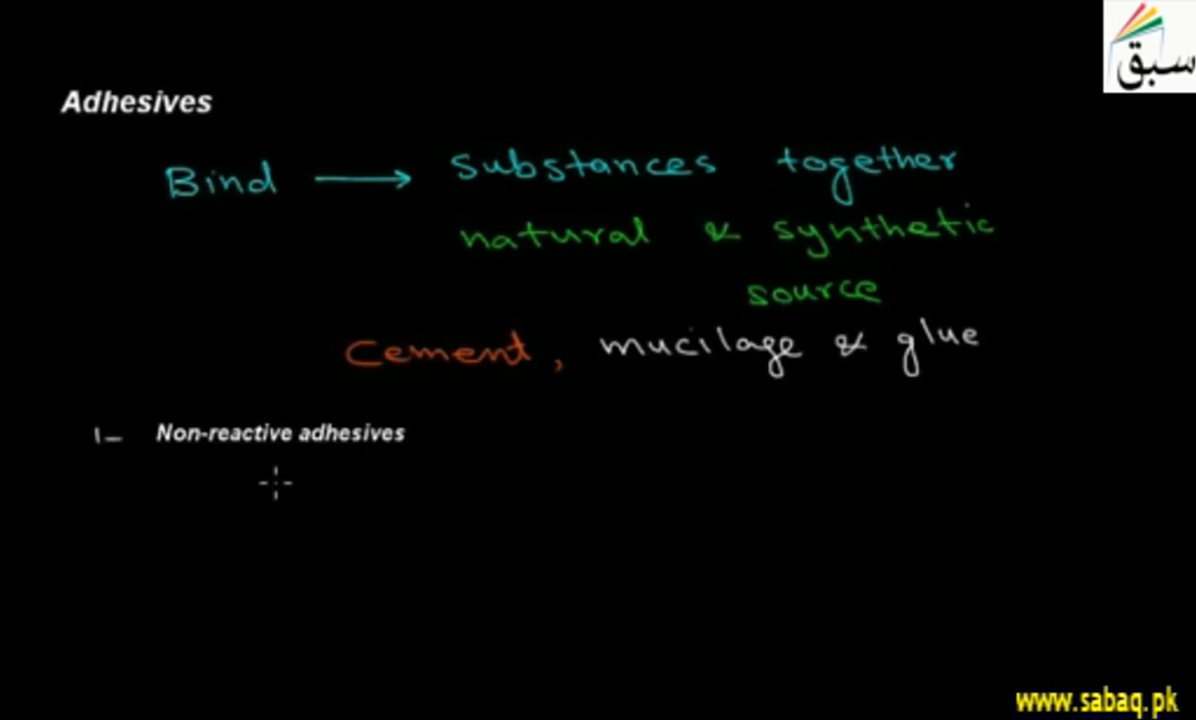 سبق
Adhesives
Bind → substances together
natural & synthetic
source
Cement, mucilage & glue
1- Non-reactive adhesives
www.sabaq.pk